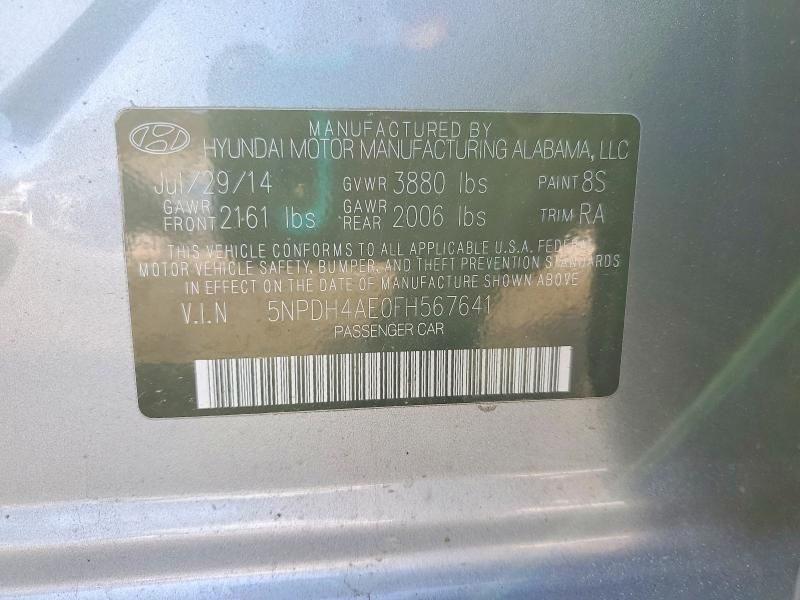 MANUFACTURED BY
HYUNDAI MOTOR MANUFACTURING ALABAMA, LLC
Jul/29/14 GVWR 3880 lbs PAINT 8S
GAWR FRONT 2161 lbs GAWR REAR 2006 lbs TRIM RA
THIS VEHICLE CONFORMS TO ALL APPLICABLE U.S.A. FEDERAL
MOTOR VEHICLE SAFETY, BUMPER, AND THEFT PREVENTION STANDARDS
IN EFFECT ON THE DATE OF MANUFACTURE SHOWN ABOVE
V.I.N 5NPDH4AE0FH567641
PASSENGER CAR